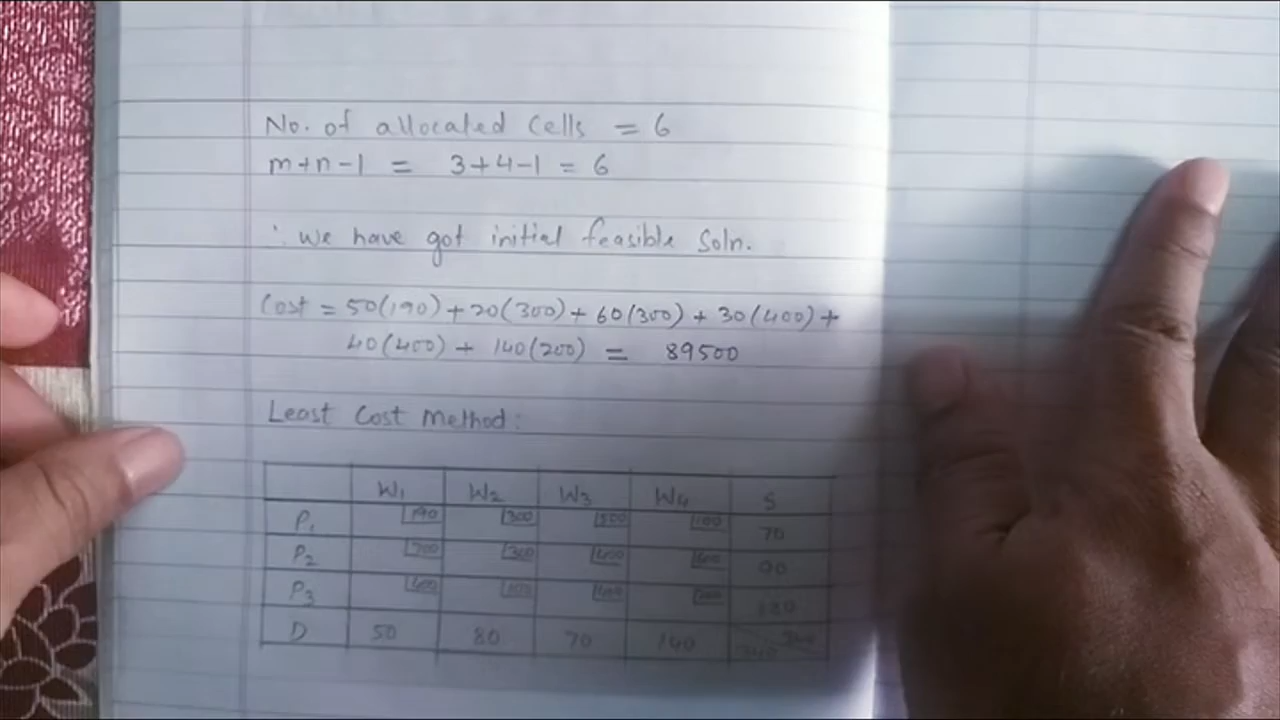 No. of allocated Cells = 6
m+n-1 = 3+4-1 = 6
∴ We have got initial feasible Soln.
Cost = 50(190) + 20(300) + 60(300) + 30(400) +
40(400) + 140(200) = 89500
Least Cost Method:
W1 W2 W3 W4 S
P1 190 300 500 100 70
P2 700 300 400 600 90
P3 400 100 400 200 180
D 50 80 70 140 340 340